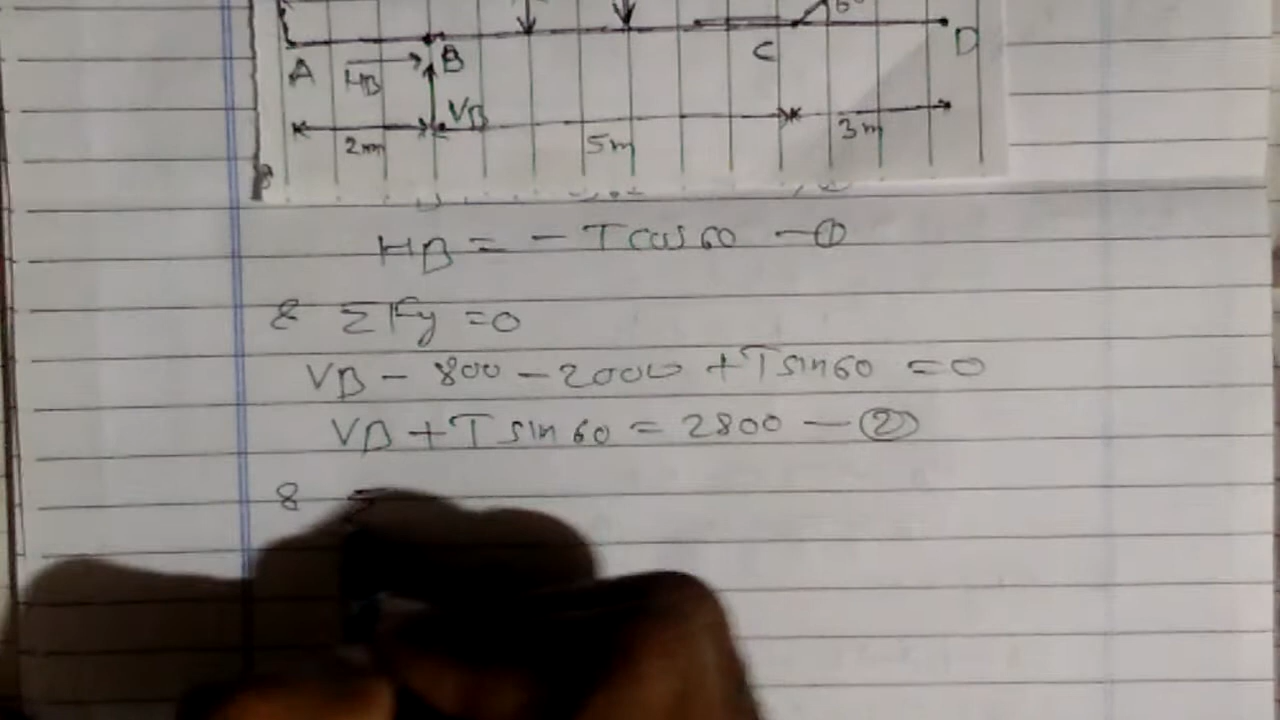 60
A
HB
B
C
D
VB
2m
5m
3m
HB = - T cos 60 - ①
& ΣFy = 0
VB - 800 - 2000 + T sin 60 = 0
VB + T sin 60 = 2800 - ②
& Σ